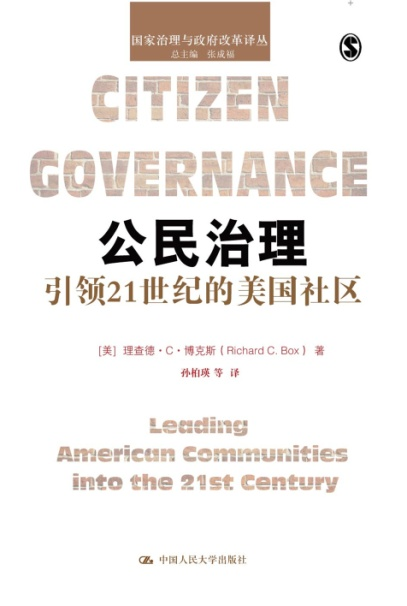 国家治理与政府改革译丛
总主编 张成福
CITIZEN
GOVERNANCE
公民治理
引领21世纪的美国社区
[美] 理查德·C·博克斯（Richard C. Box）著
孙柏瑛 等 译
Leading
American Communities
into the 21st Century
中国人民大学出版社